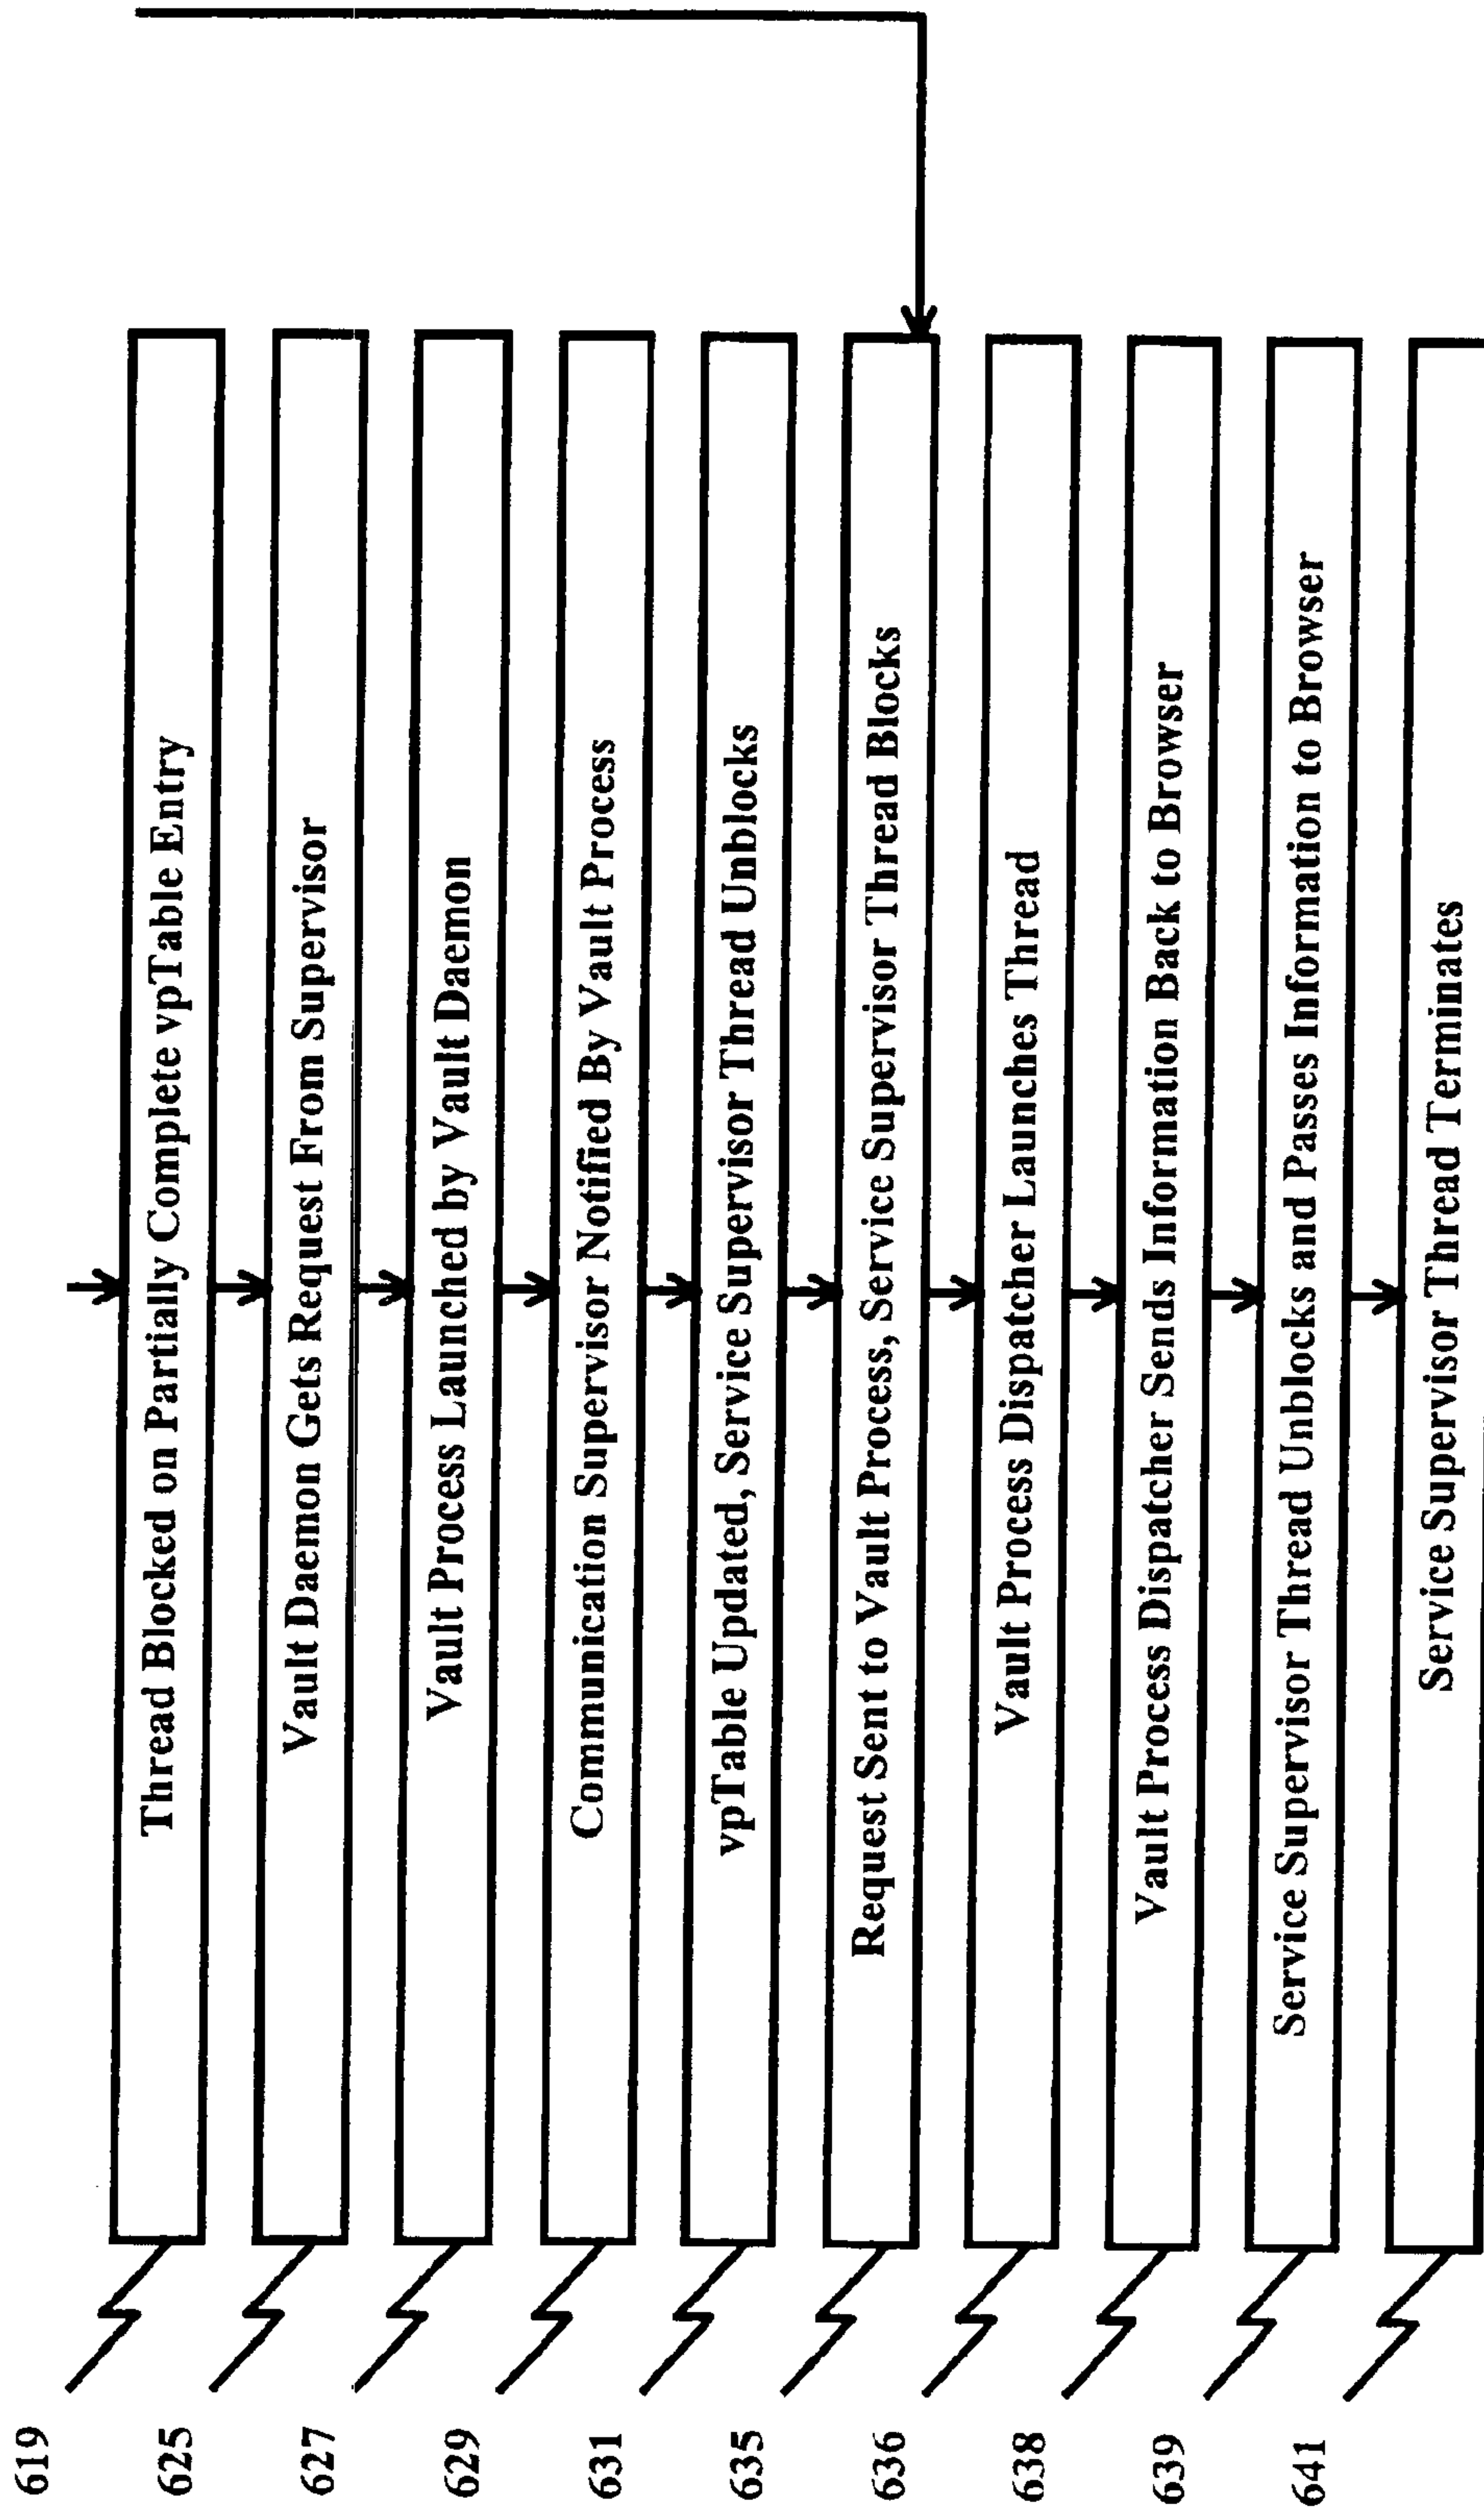 619
Thread Blocked on Partially Complete vpTable Entry
625
Vault Daemon Gets Request From Supervisor
627
Vault Process Launched by Vault Daemon
629
Communication Supervisor Notified By Vault Process
631
vpTable Updated, Service Supervisor Thread Unblocks
635
Request Sent to Vault Process, Service Supervisor Thread Blocks
636
Vault Process Dispatcher Launches Thread
638
Vault Process Dispatcher Sends Information Back to Browser
639
Service Supervisor Thread Unblocks and Passes Information to Browser
641
Service Supervisor Thread Terminates